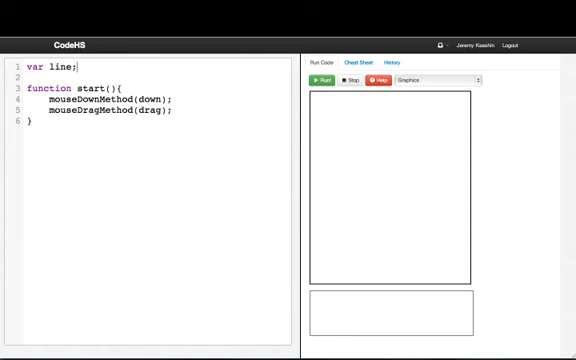 CodeHS
Jeremy Keeshin
Logout
1 var line;
2
3 function start(){
4 mouseDownMethod(down);
5 mouseDragMethod(drag);
6 }
Run Code
Cheat Sheet
History
Run!
Stop
Help
Graphics